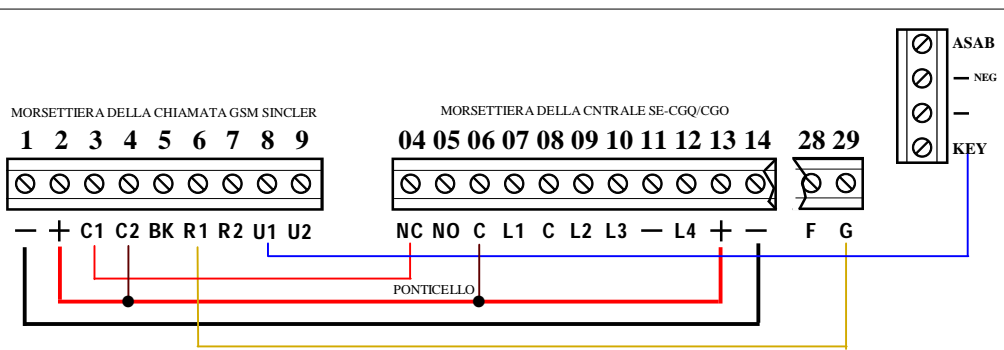 ASAB
— NEG
—
KEY
MORSETTIERA DELLA CHIAMATA GSM SINCLER
1 2 3 4 5 6 7 8 9
— + C1 C2 BK R1 R2 U1 U2
MORSETTIERA DELLA CNTRALE SE-CGQ/CGO
04 05 06 07 08 09 10 11 12 13 14 28 29
NC NO C L1 C L2 L3 — L4 + — F G
PONTICELLO